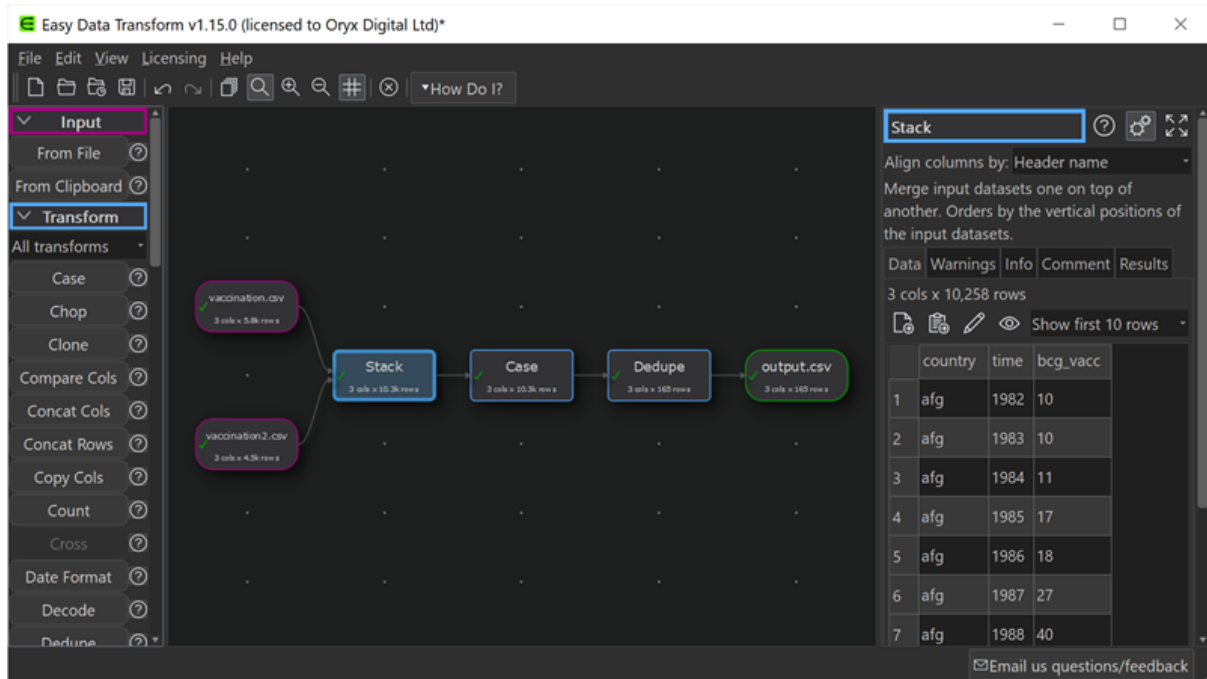 Easy Data Transform v1.15.0 (licensed to Oryx Digital Ltd)*
File Edit View Licensing Help
How Do I?
Input
From File
From Clipboard
Transform
All transforms
Case
Chop
Clone
Compare Cols
Concat Cols
Concat Rows
Copy Cols
Count
Cross
Date Format
Decode
Dedupe
vaccination.csv
3 cols x 5.8k rows
vaccination2.csv
3 cols x 4.5k rows
Stack
3 cols x 10.3k rows
Case
3 cols x 10.3k rows
Dedupe
3 cols x 165 rows
output.csv
3 cols x 165 rows
Stack
Align columns by: Header name
Merge input datasets one on top of
another. Orders by the vertical positions of
the input datasets.
Data Warnings Info Comment Results
3 cols x 10,258 rows
Show first 10 rows
country time bcg_vacc
1 afg 1982 10
2 afg 1983 10
3 afg 1984 11
4 afg 1985 17
5 afg 1986 18
6 afg 1987 27
7 afg 1988 40
Email us questions/feedback